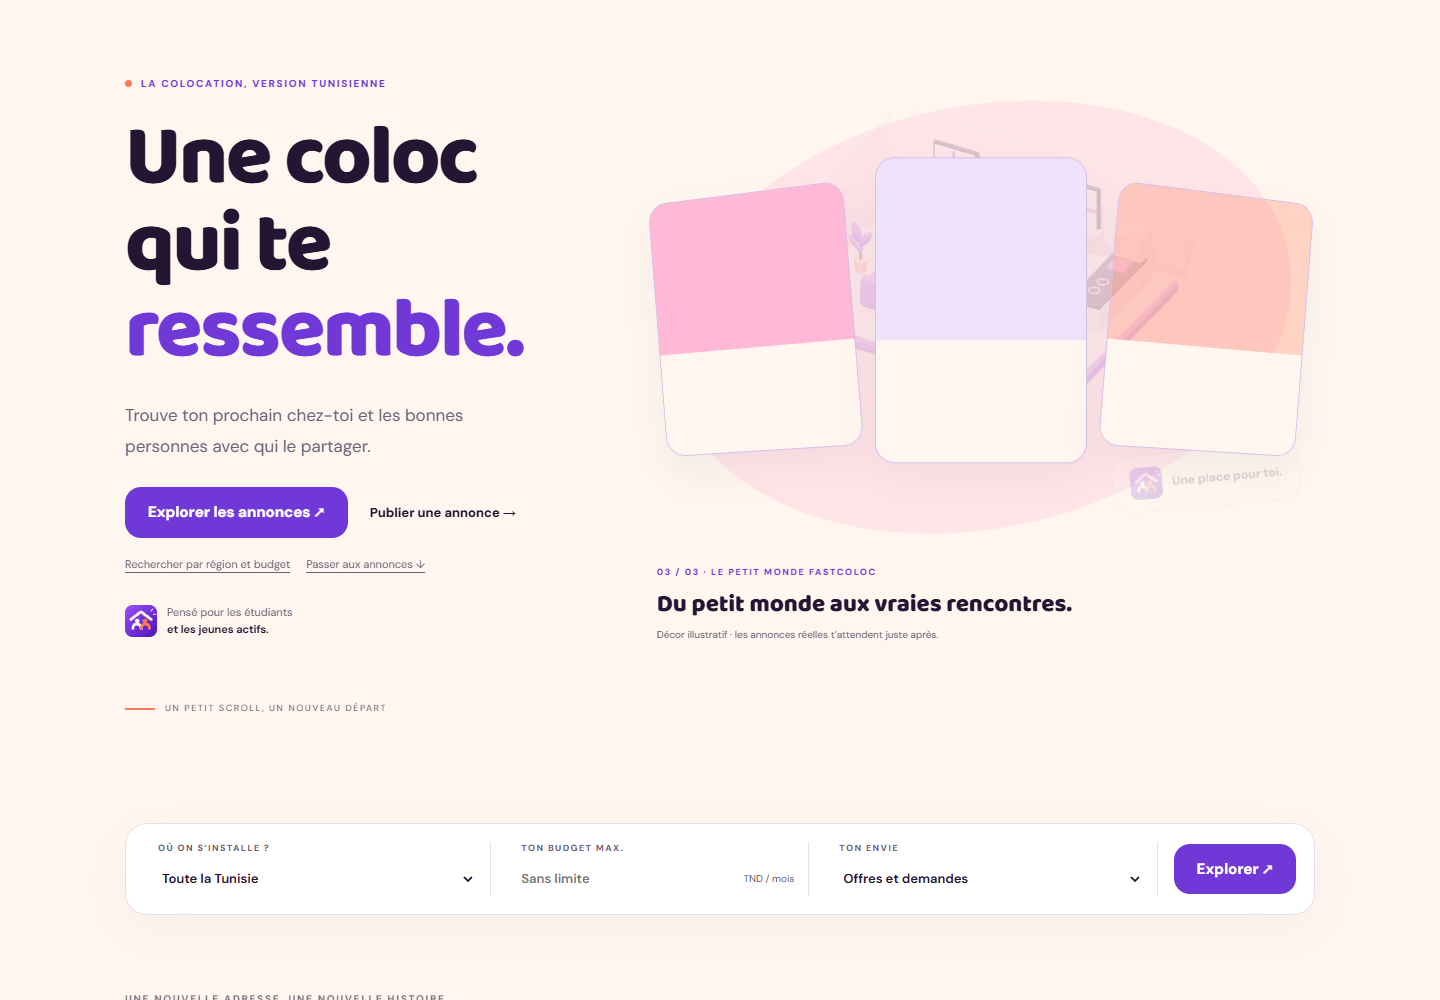 LA COLOCATION, VERSION TUNISIENNE
Une coloc
qui te
ressemble.
Trouve ton prochain chez-toi et les bonnes
personnes avec qui le partager.
Explorer les annonces ↗
Publier une annonce →
Rechercher par région et budget
Passer aux annonces ↓
Pensé pour les étudiants
et les jeunes actifs.
UN PETIT SCROLL, UN NOUVEAU DÉPART
Une place pour toi.
03 / 03 · LE PETIT MONDE FASTCOLOC
Du petit monde aux vraies rencontres.
Décor illustratif · les annonces réelles t'attendent juste après.
OÙ ON S'INSTALLE ?
Toute la Tunisie
TON BUDGET MAX.
Sans limite
TND / mois
TON ENVIE
Offres et demandes
Explorer ↗
UNE NOUVELLE ADRESSE, UNE NOUVELLE HISTOIRE